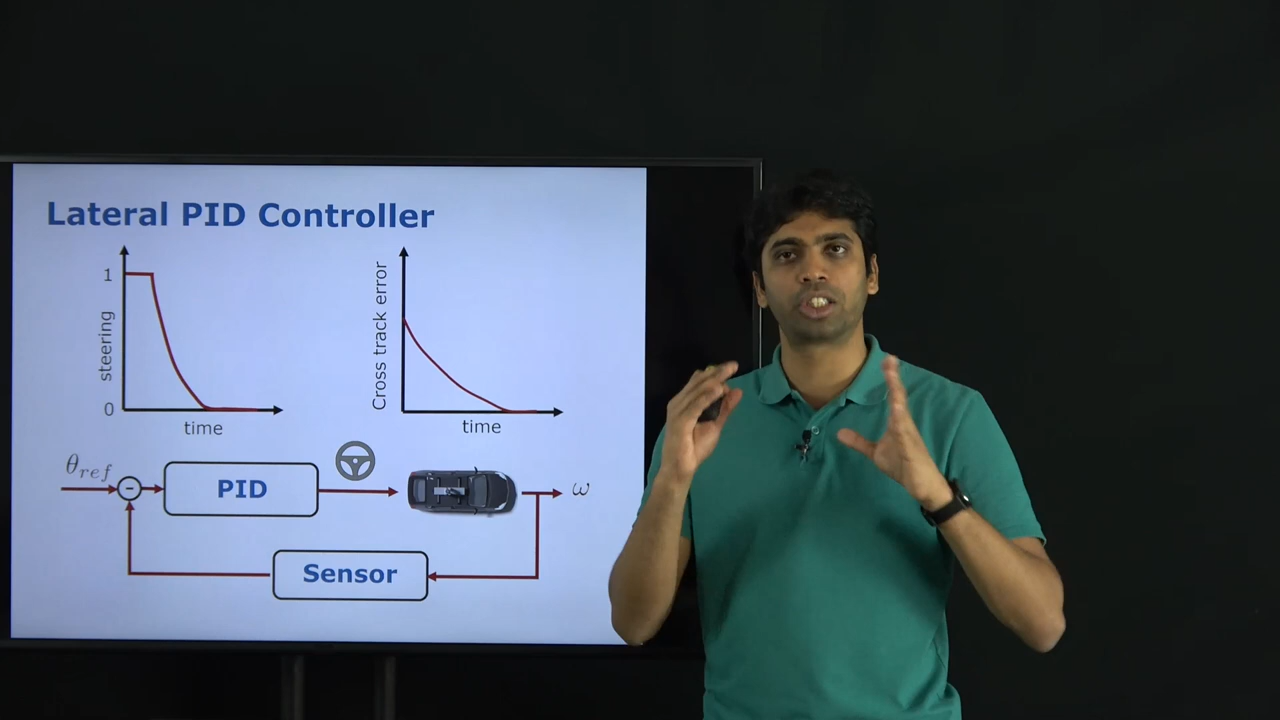 Lateral PID Controller
1
steering
0
time
Cross track error
time
θref
-
PID
ω
Sensor